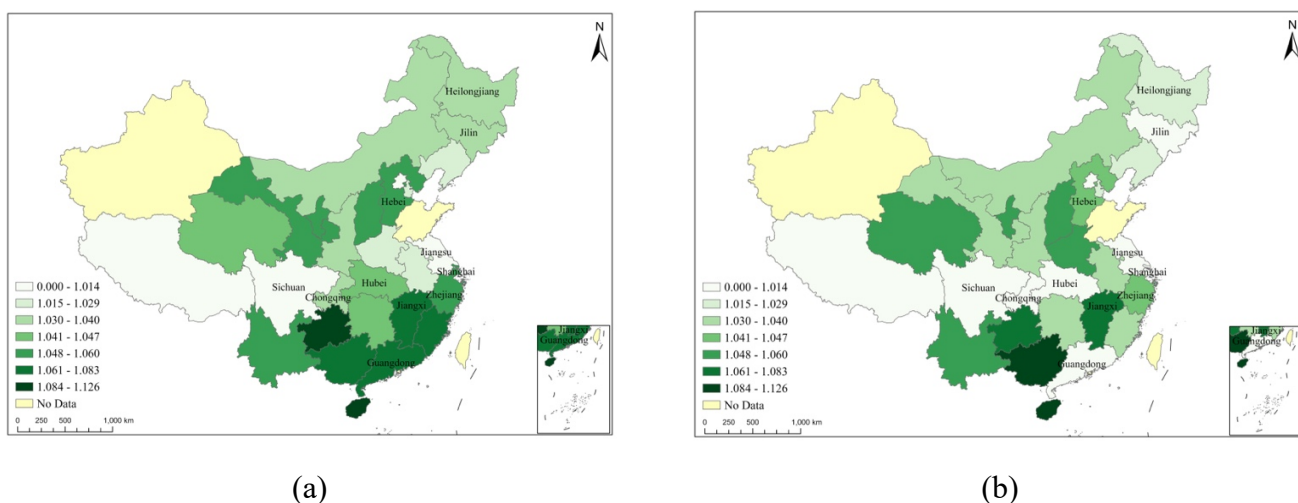 N
Heilongjiang
Jilin
Hebei
Jiangsu
Shanghai
Sichuan
Hubei
Chongqing
Zhejiang
Jiangxi
Guangdong
0.000 - 1.014
1.015 - 1.029
1.030 - 1.040
1.041 - 1.047
1.048 - 1.060
1.061 - 1.083
1.084 - 1.126
No Data
0 250 500 1,000 km
Jiangxi
Guangdong
(a)
N
Heilongjiang
Jilin
Hebei
Jiangsu
Shanghai
Sichuan
Hubei
Chongqing
Zhejiang
Jiangxi
Guangdong
0.000 - 1.014
1.015 - 1.029
1.030 - 1.040
1.041 - 1.047
1.048 - 1.060
1.061 - 1.083
1.084 - 1.126
No Data
0 250 500 1,000 km
Jiangxi
Guangdong
(b)